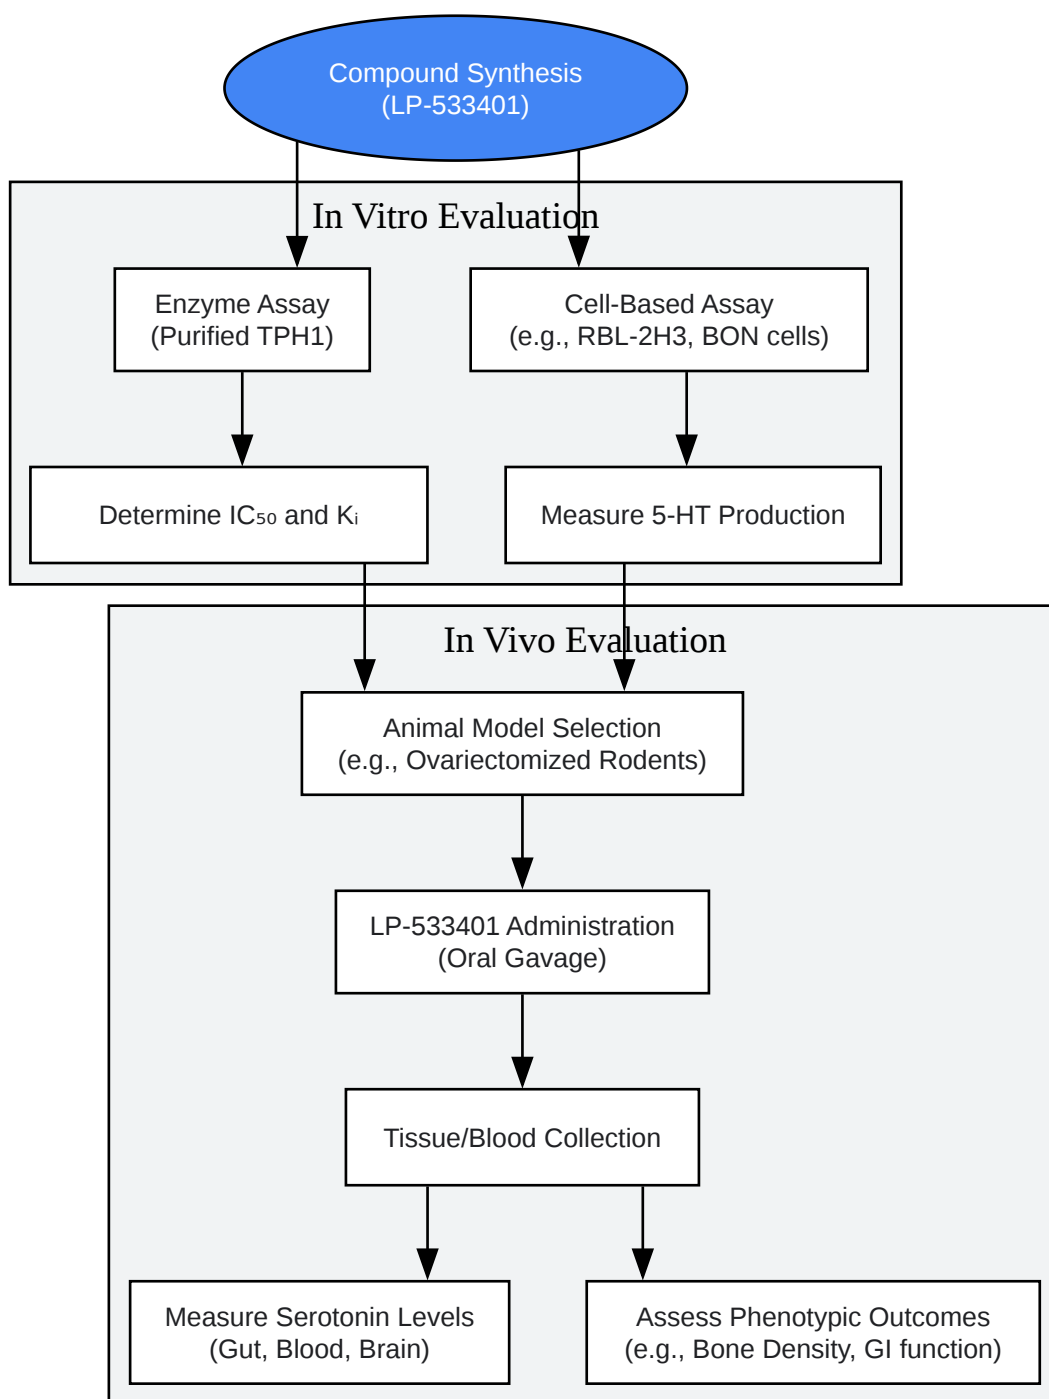 Compound Synthesis
(LP-533401)
In Vitro Evaluation
Enzyme Assay
(Purified TPH1)
Cell-Based Assay
(e.g., RBL-2H3, BON cells)
Determine IC₅₀ and Kᵢ
Measure 5-HT Production
In Vivo Evaluation
Animal Model Selection
(e.g., Ovariectomized Rodents)
LP-533401 Administration
(Oral Gavage)
Tissue/Blood Collection
Measure Serotonin Levels
(Gut, Blood, Brain)
Assess Phenotypic Outcomes
(e.g., Bone Density, GI function)